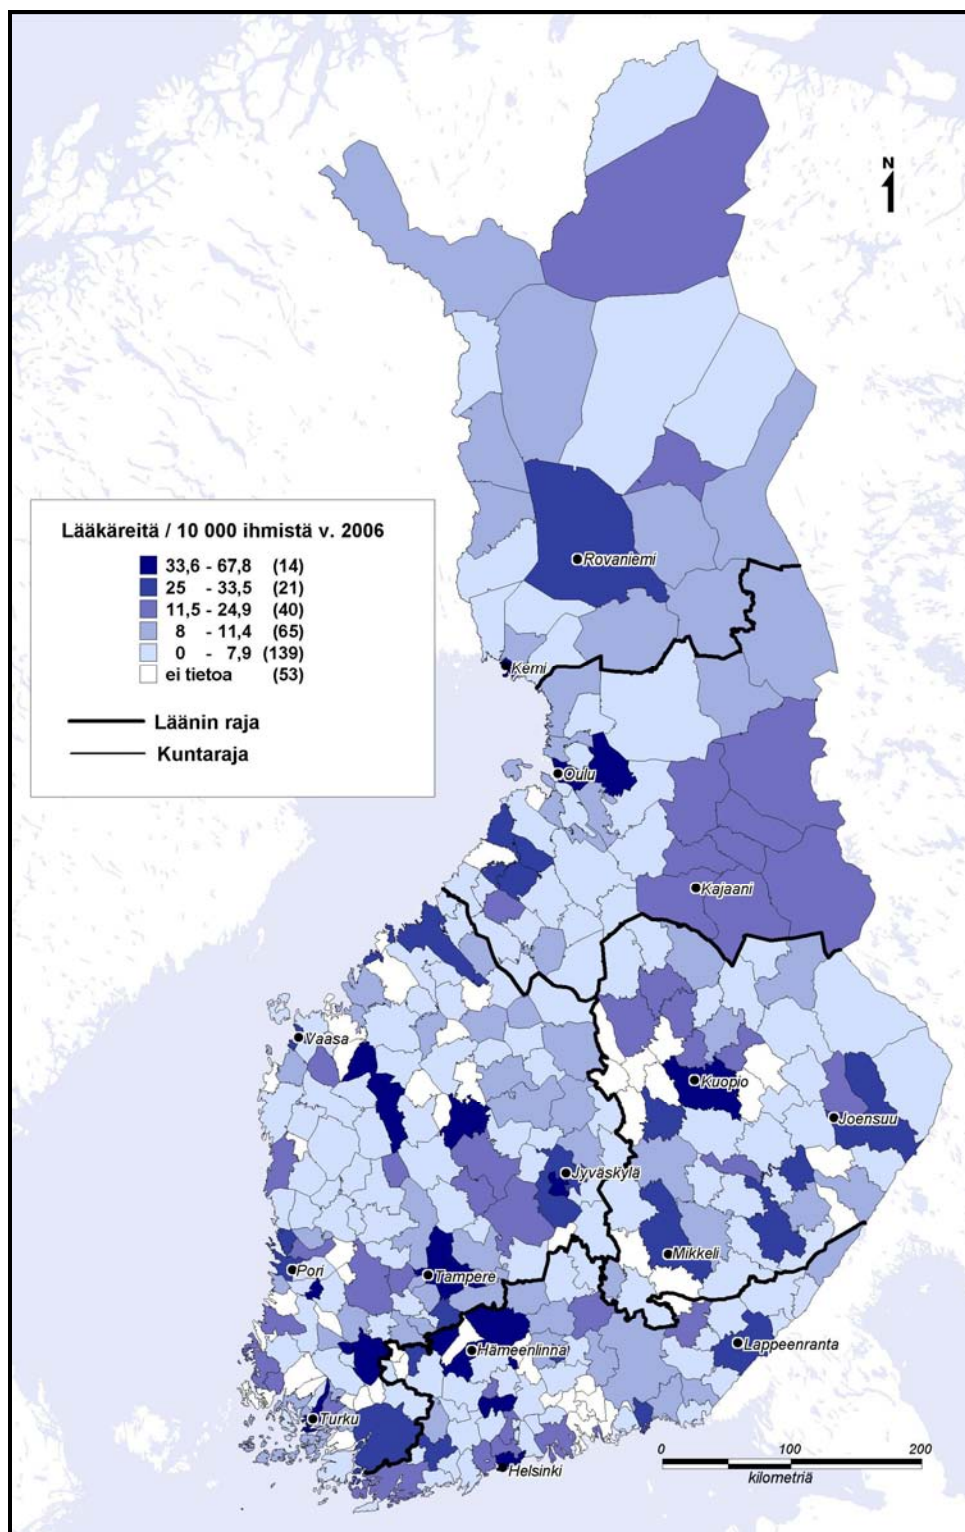 N
Lääkäreitä / 10 000 ihmistä v. 2006
33,6 - 67,8 (14)
25 - 33,5 (21)
11,5 - 24,9 (40)
8 - 11,4 (65)
0 - 7,9 (139)
ei tietoa (53)
Läänin raja
Kuntaraja
Rovaniemi
Kemi
Oulu
Kajaani
Vaasa
Kuopio
Joensuu
Jyväskylä
Mikkeli
Pori
Tampere
Lappeenranta
Hämeenlinna
Turku
Helsinki
0 100 200
kilometriä